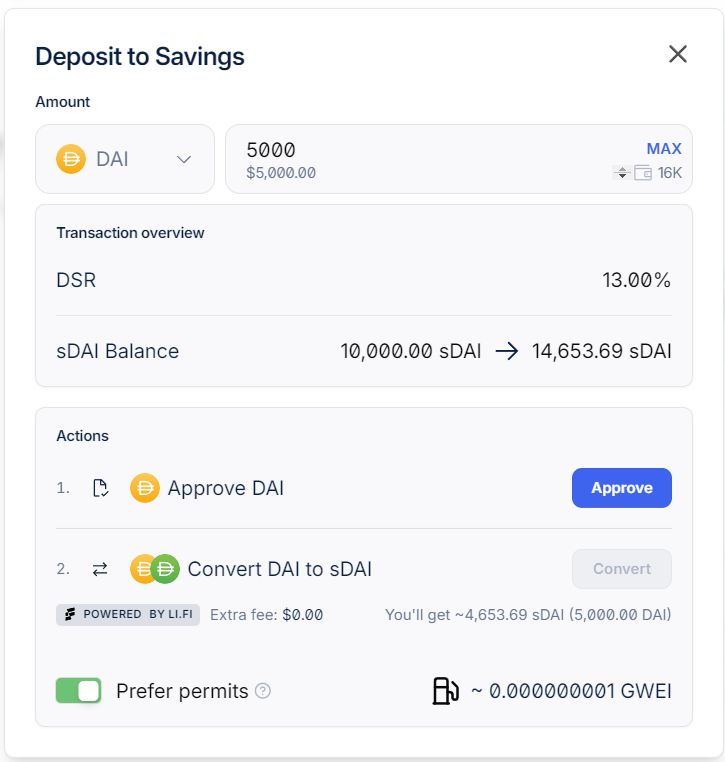 Deposit to Savings
Amount
DAI
5000
MAX
$5,000.00
16K
Transaction overview
DSR 13.00%
sDAI Balance 10,000.00 sDAI → 14,653.69 sDAI
Actions
1. Approve DAI Approve
2. Convert DAI to sDAI Convert
POWERED BY LI.FI Extra fee: $0.00 You'll get ~4,653.69 sDAI (5,000.00 DAI)
Prefer permits ? ~ 0.000000001 GWEI